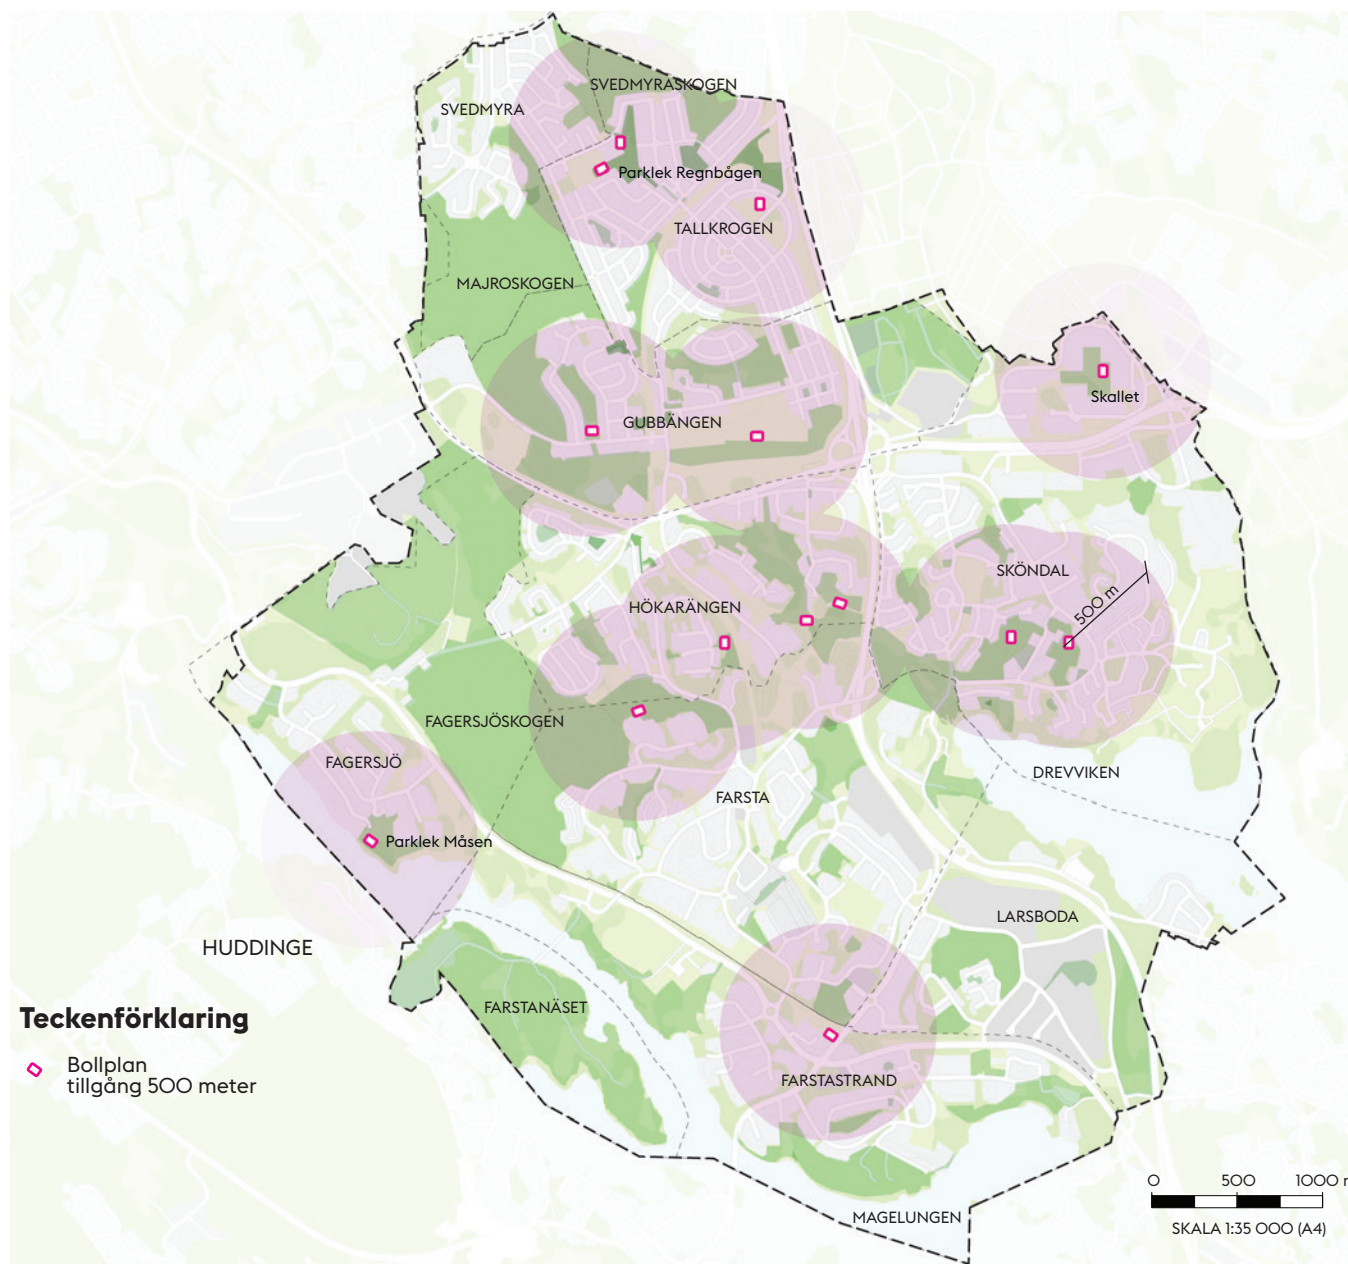 SVEDMYRASKOGEN
SVEDMYRA
Parklek Regnbågen
TALLKROGEN
MAJROSKOGEN
Skallet
GUBBÄNGEN
SKÖNDAL
500 m
HÖKARÄNGEN
FAGERSJÖSKOGEN
FAGERSJÖ
DREVVIKEN
FARSTA
Parklek Måsen
LARSBODA
HUDDINGE
FARSTANÄSET
Teckenförklaring
Bollplan
tillgång 500 meter
FARSTASTRAND
MAGELUNGEN
0 500 1000 m
SKALA 1:35 000 (A4)